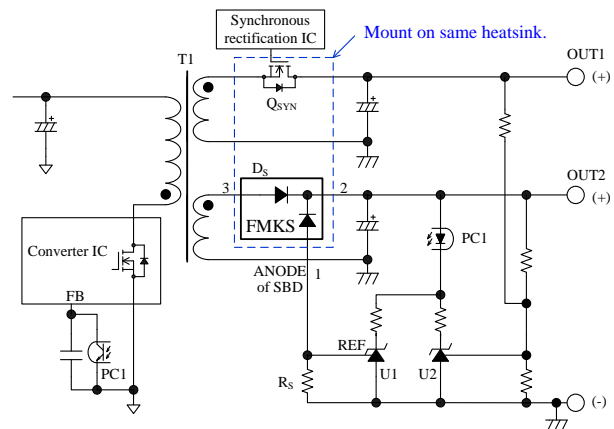 Synchronous
rectification IC
Mount on same heatsink.
T1
OUT1
(+)
QSYN
DS
3
2
OUT2
(+)
FMKS
PC1
Converter IC
ANODE
of SBD
1
FB
REF
U1
U2
PC1
RS
(-)